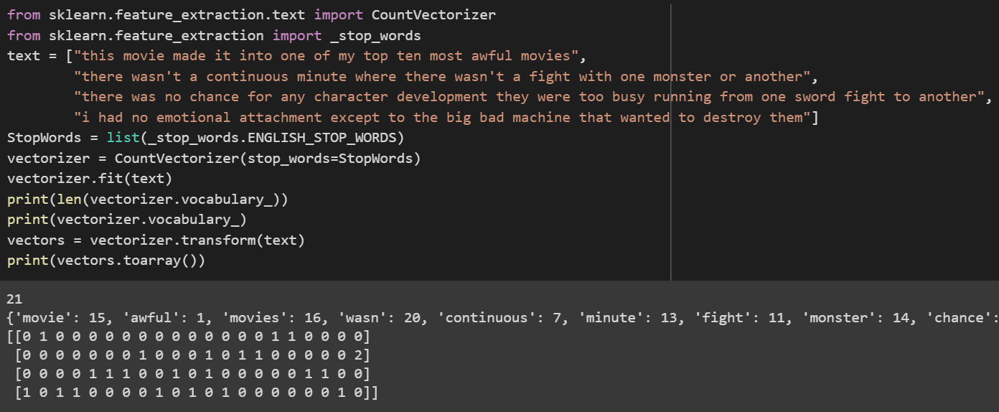 from sklearn.feature_extraction.text import CountVectorizer
from sklearn.feature_extraction import _stop_words
text = ["this movie made it into one of my top ten most awful movies",
        "there wasn't a continuous minute where there wasn't a fight with one monster or another",
        "there was no chance for any character development they were too busy running from one sword fight to another",
        "i had no emotional attachment except to the big bad machine that wanted to destroy them"]
StopWords = list(_stop_words.ENGLISH_STOP_WORDS)
vectorizer = CountVectorizer(stop_words=StopWords)
vectorizer.fit(text)
print(len(vectorizer.vocabulary_))
print(vectorizer.vocabulary_)
vectors = vectorizer.transform(text)
print(vectors.toarray())
21
{'movie': 15, 'awful': 1, 'movies': 16, 'wasn': 20, 'continuous': 7, 'minute': 13, 'fight': 11, 'monster': 14, 'chance':
[[0 1 0 0 0 0 0 0 0 0 0 0 0 0 0 1 1 0 0 0 0]
 [0 0 0 0 0 0 0 1 0 0 0 1 0 1 1 0 0 0 0 0 2]
 [0 0 0 0 1 1 1 0 0 1 0 1 0 0 0 0 0 1 1 0 0]
 [1 0 1 1 0 0 0 0 1 0 1 0 1 0 0 0 0 0 0 1 0]]